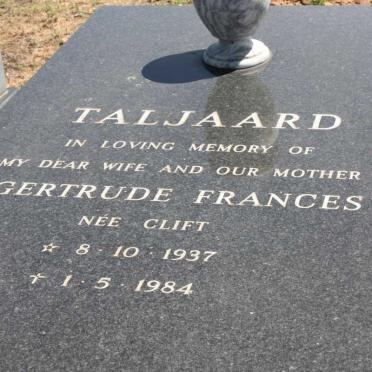 TALJAARD
IN LOVING MEMORY OF
MY DEAR WIFE AND OUR MOTHER
GERTRUDE FRANCES
NÉE CLIFT
☆ 8·10·1937
✝ 1·5·1984